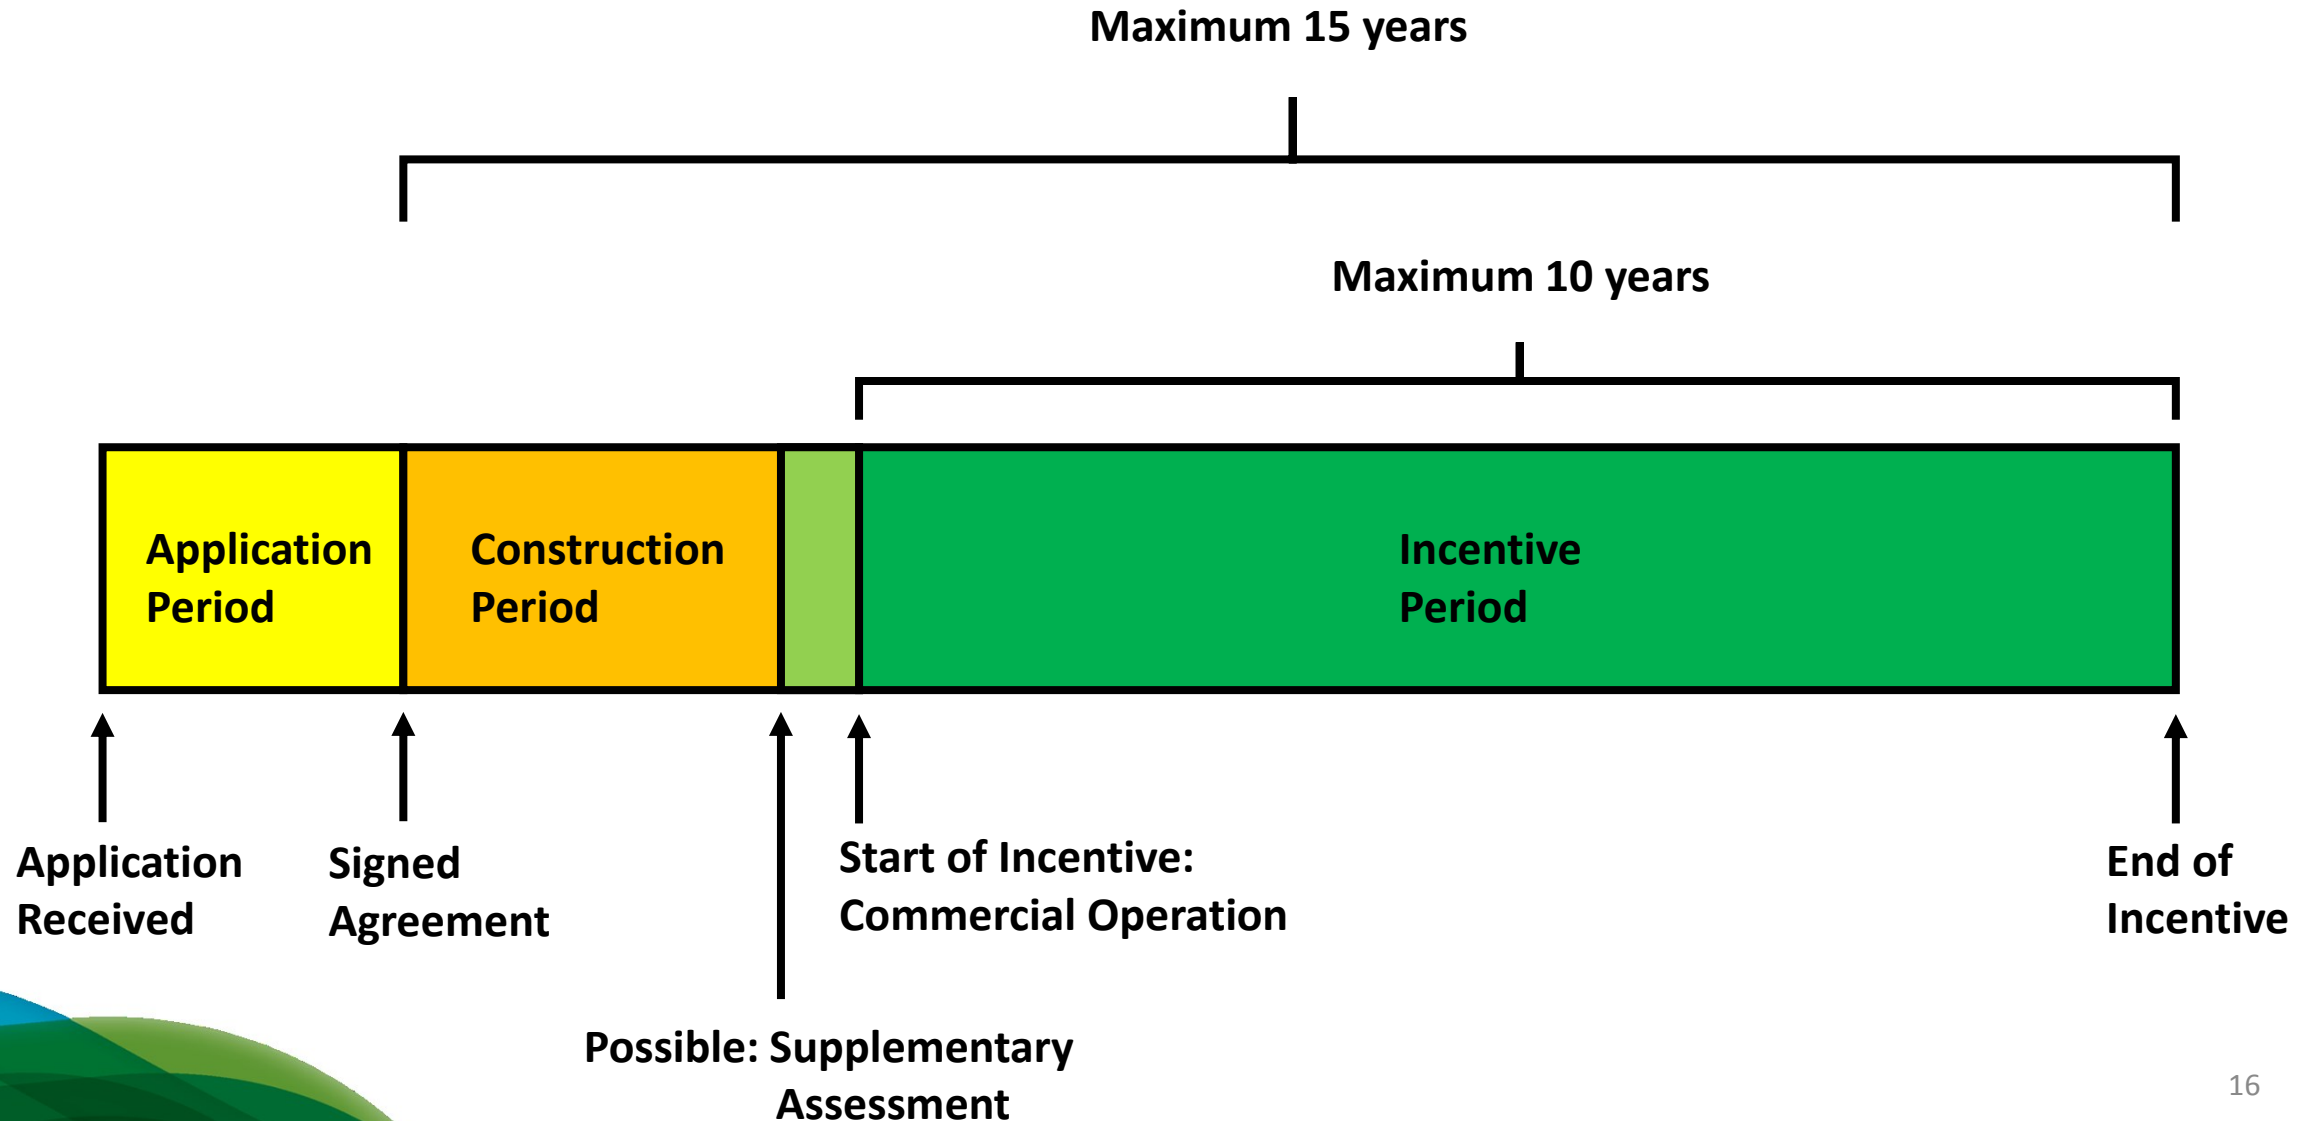 Maximum 15 years
Maximum 10 years
Application
Period
Construction
Period
Incentive
Period
Application
Received
Signed
Agreement
Start of Incentive:
Commercial Operation
End of
Incentive
Possible: Supplementary
Assessment
16